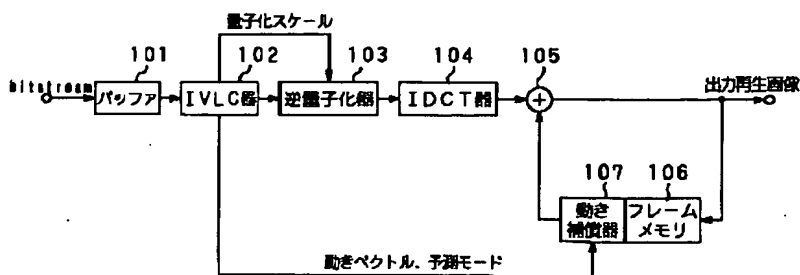 量子化スケール
101 102 103 104 105
bitstream
バッファ IVLC器 逆量子化器 IDCT器 出力再生画像
107 106
動き補償器 フレームメモリ
動きベクトル、予測モード